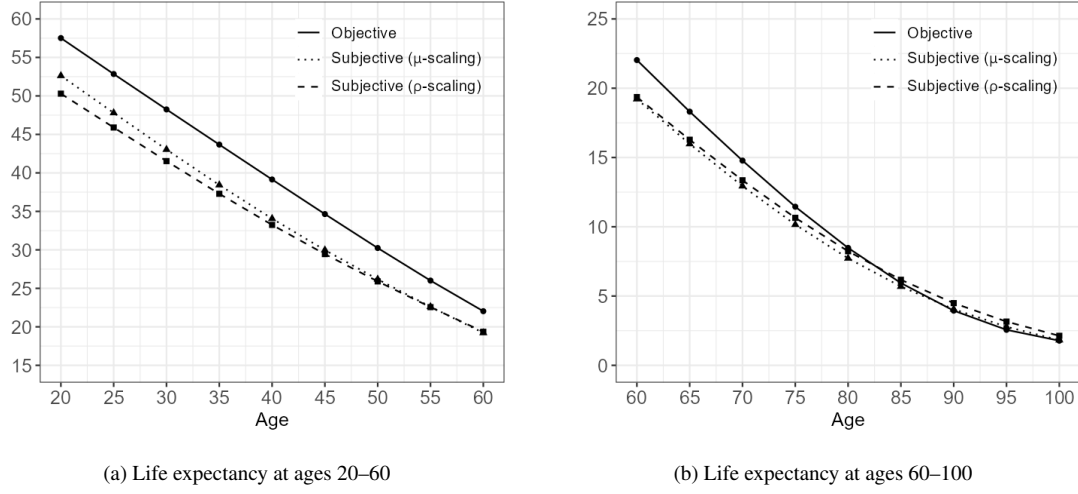 60
55
50
45
40
35
30
25
20
15
Objective
Subjective (μ-scaling)
Subjective (ρ-scaling)
20 25 30 35 40 45 50 55 60
Age
(a) Life expectancy at ages 20–60
25
20
15
10
5
0
Objective
Subjective (μ-scaling)
Subjective (ρ-scaling)
60 65 70 75 80 85 90 95 100
Age
(b) Life expectancy at ages 60–100